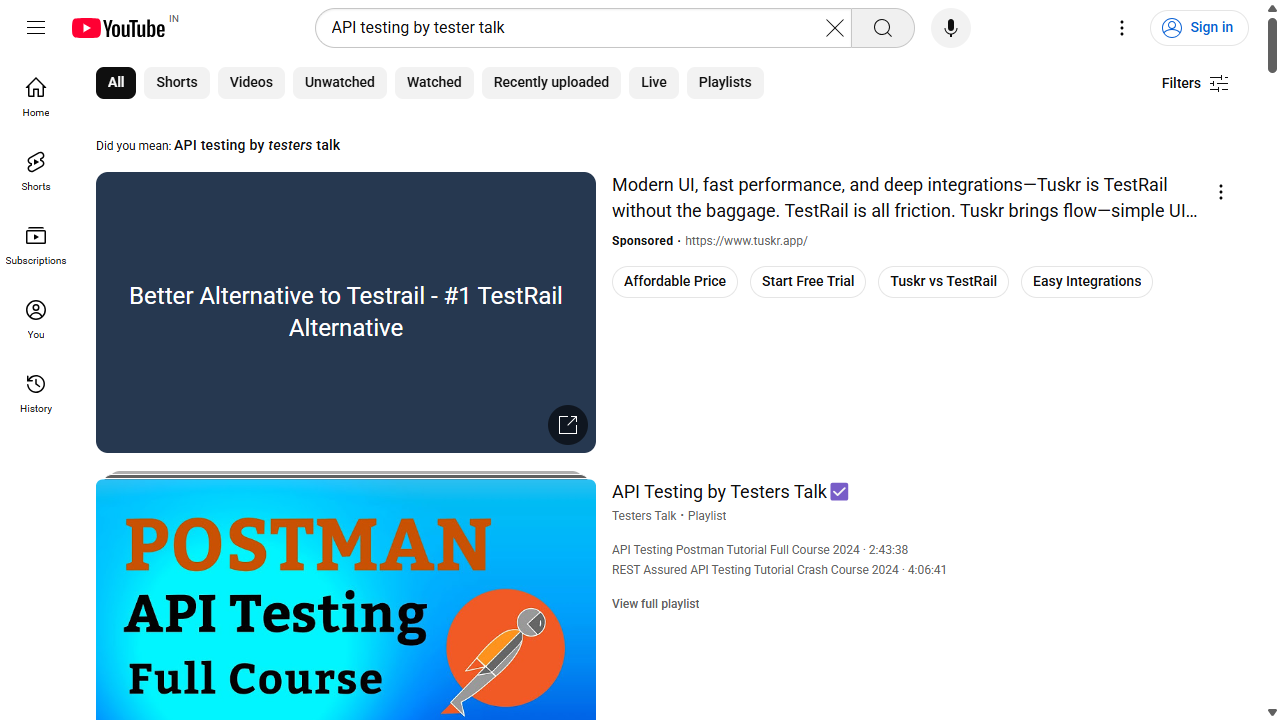 YouTube IN
API testing by tester talk
Sign in
All
Shorts
Videos
Unwatched
Watched
Recently uploaded
Live
Playlists
Filters
Home
Shorts
Subscriptions
You
History
Did you mean: API testing by testers talk
Better Alternative to Testrail - #1 TestRail
Alternative
Modern UI, fast performance, and deep integrations—Tuskr is TestRail
without the baggage. TestRail is all friction. Tuskr brings flow—simple UI...
Sponsored · https://www.tuskr.app/
Affordable Price
Start Free Trial
Tuskr vs TestRail
Easy Integrations
POSTMAN
API Testing
Full Course
API Testing by Testers Talk☑
Testers Talk · Playlist
API Testing Postman Tutorial Full Course 2024 · 2:43:38
REST Assured API Testing Tutorial Crash Course 2024 · 4:06:41
View full playlist